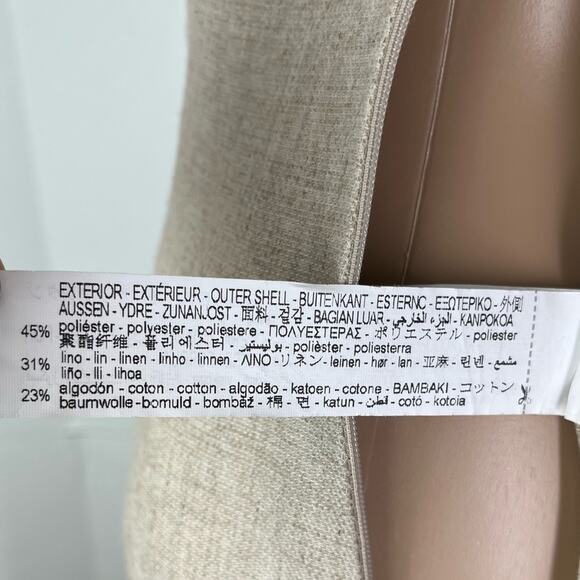 EXTERIOR - EXTÉRIEUR - OUTER SHELL - BUITENKANT - ESTERNO - ΕΞΩΤΕΡΙΚΟ - 外側
AUSSEN - YDRE - ZUNANJOST - 面料 - 겉감 - BAGIAN LUAR - الجزء الخارجي - KANPOKOA
45% poliéster - polyester - poliestere - ΠΟΛΥΕΣΤΕΡΑΣ - ポリエステル - poliester
聚酯纤维 - 폴리에스터 - بوليستير - polièster - poliesterra
31% lino - lin - linen - linho - linnen - ΛΙΝΟ - リネン - leinen - hør - lan - 亚麻 - 린넨 - مشمع
liño - lli - lihoa
23% algodón - coton - cotton - algodão - katoen - cotone - ΒΑΜΒΑΚΙ - コットン
baumwolle - bomuld - bombaž - 棉 - 면 - katun - قطن - cotó - kotoia